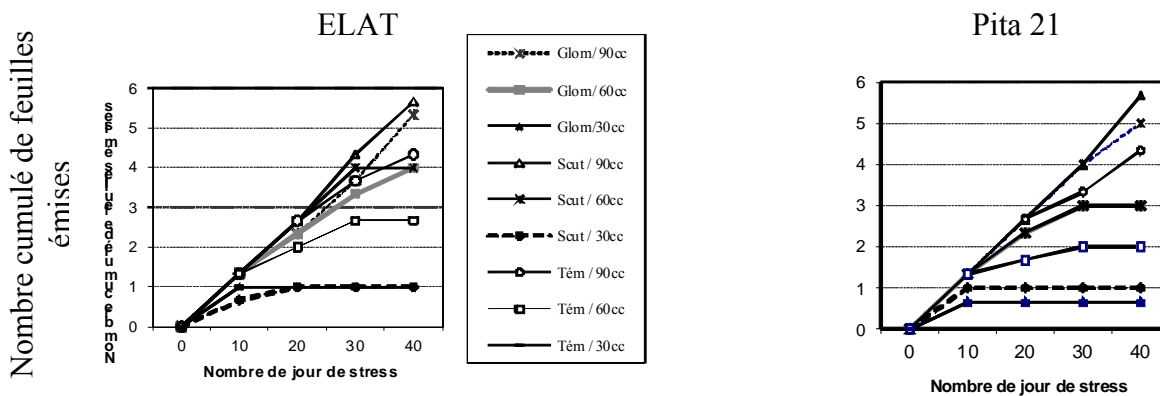 ELAT
Pita 21
Nombre cumulé de feuilles
émises
6
5
4
3
2
1
0
0 10 20 30 40
Nombre de jour de stress
Glom/ 90cc
Glom/ 60cc
Glom/30cc
Scut / 90cc
Scut / 60cc
Scut / 30cc
Tém / 90cc
Tém / 60cc
Tém / 30cc
6
5
4
3
2
1
0
0 10 20 30 40
Nombre de jour de stress